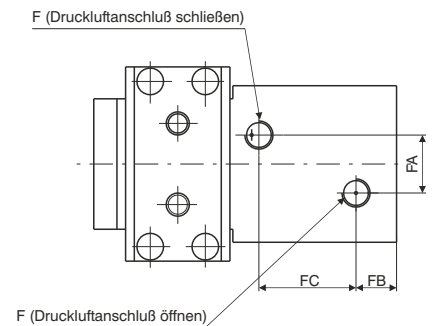 F (Druckluftanschluß schließen)
FA
FC
FB
F (Druckluftanschluß öffnen)